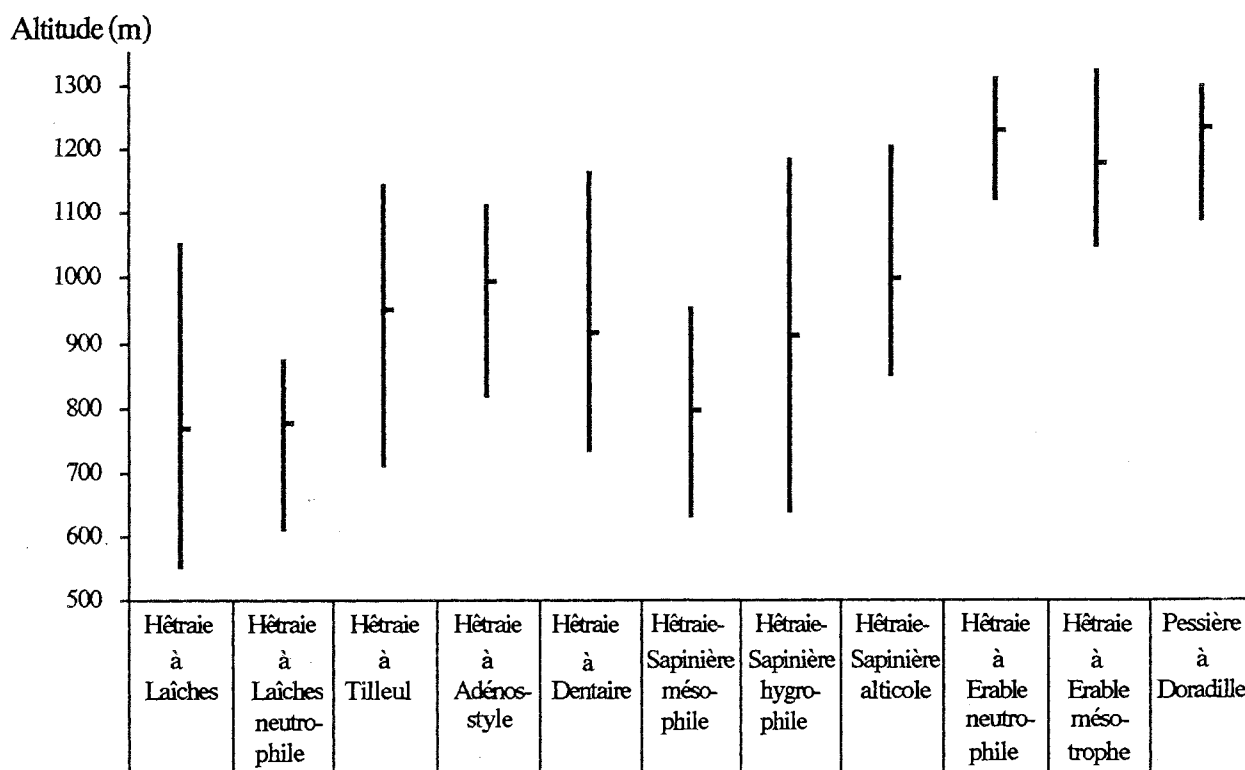 Altitude (m)
1300
1200
1100
1000
900
800
700
600
500
Hêtraie
à
Laîches
Hêtraie
à
Laîches
neutro-
phile
Hêtraie
à
Tilleul
Hêtraie
à
Adénos-
style
Hêtraie
à
Dentaire
Hêtraie-
Sapinière
méso-
phile
Hêtraie-
Sapinière
hygro-
phile
Hêtraie-
Sapinière
alticole
Hêtraie
à
Erable
neutro-
phile
Hêtraie
à
Erable
méso-
trophe
Pessière
à
Doradille